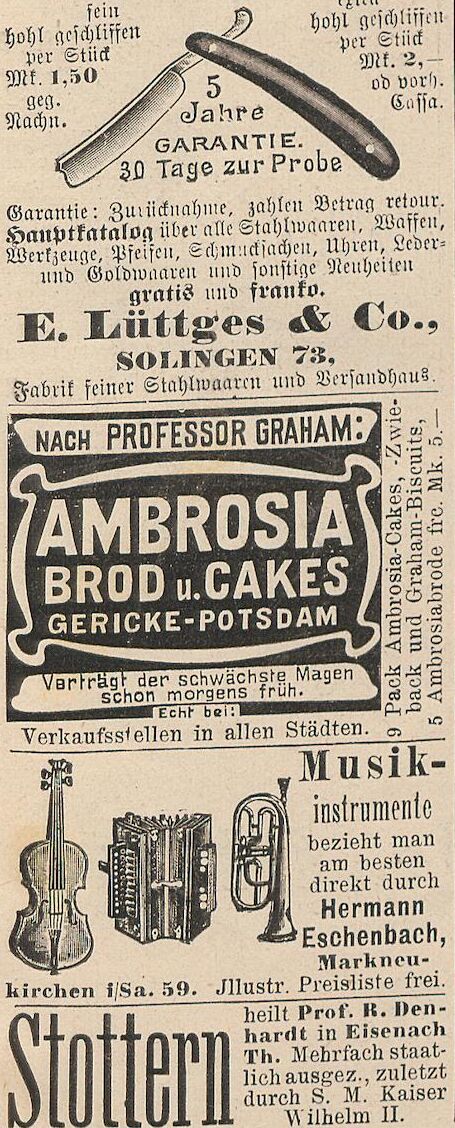 fein
hohl geschliffen
per Stück
Mk. 1,50
geg.
Nachn.
extra
hohl geschliffen
per Stück
Mk. 2,—
od vorh.
Cassa.
5
Jahre
GARANTIE.
30 Tage zur Probe
Garantie: Zurücknahme, zahlen Betrag retour.
Hauptkatalog über alle Stahlwaaren, Waffen,
Werkzeuge, Pfeifen, Schmucksachen, Uhren, Leder-
und Goldwaaren und sonstige Neuheiten
gratis und franko.
E. Lüttges & Co.,
SOLINGEN 73,
Fabrik feiner Stahlwaaren und Versandhaus.
NACH PROFESSOR GRAHAM:
AMBROSIA
BROD u. CAKES
GERICKE-POTSDAM
Verträgt der schwächste Magen
schon morgens früh.
Echt bei:
Verkaufsstellen in allen Städten.
9 Pack Ambrosia-Cakes, -Zwie-
back und Graham-Biscuits,
5 Ambrosiabrode frc. Mk. 5.—
Musik-
instrumente
bezieht man
am besten
direkt durch
Hermann
Eschenbach,
Markneu-
kirchen i/Sa. 59. Jllustr. Preisliste frei.
Stottern
heilt Prof. R. Den-
hardt in Eisenach
Th. Mehrfach staat-
lich ausgez., zuletzt
durch S. M. Kaiser
Wilhelm II.